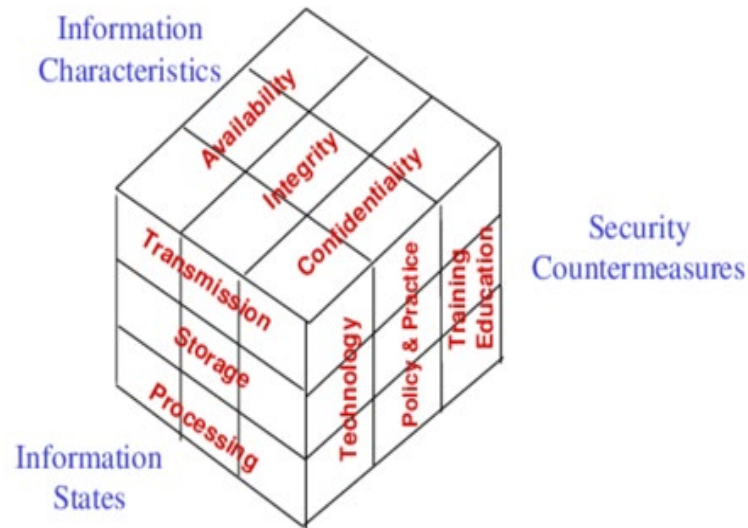 Information
Characteristics
Availability
Integrity
Confidentiality
Transmission
Storage
Processing
Technology
Policy & Practice
Training
Education
Security
Countermeasures
Information
States